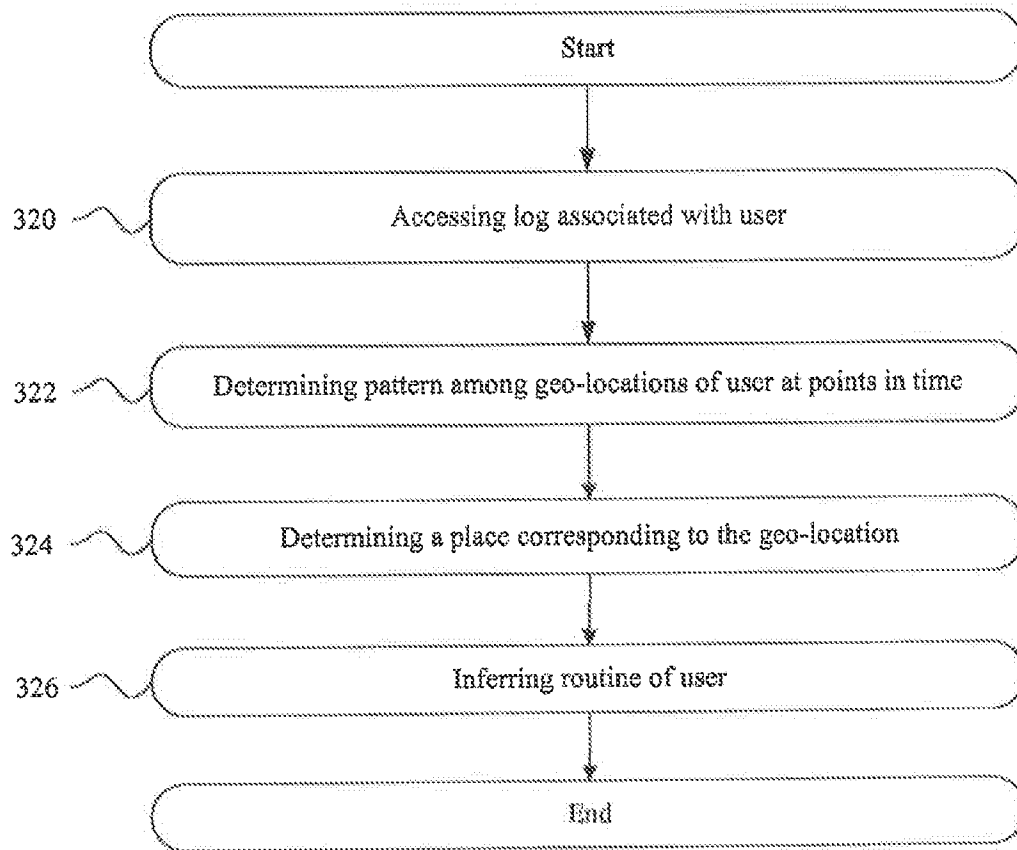 Start
320 Accessing log associated with user
322 Determining pattern among geo-locations of user at points in time
324 Determining a place corresponding to the geo-location
326 Inferring routine of user
End